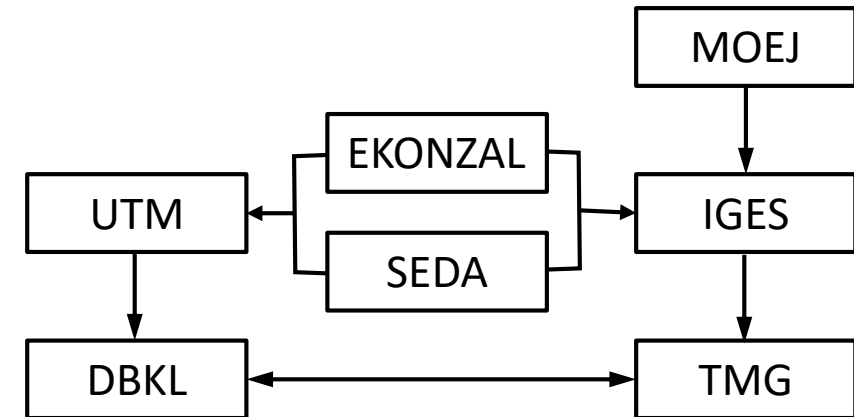 MOEJ
EKONZAL
UTM
IGES
SEDA
DBKL
TMG